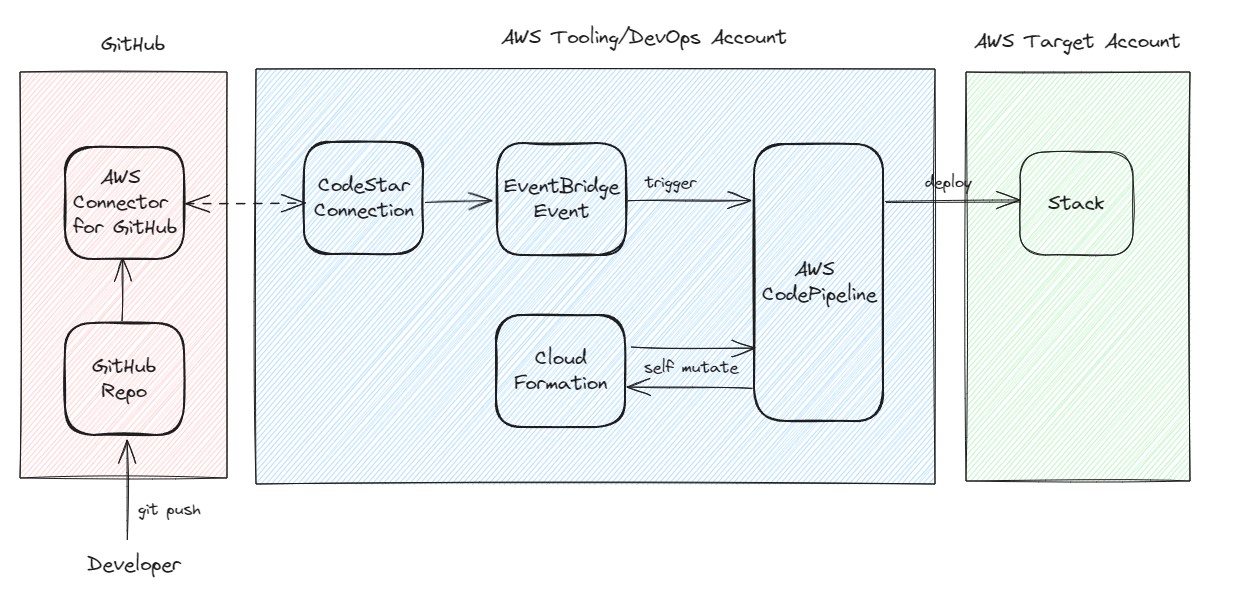 GitHub
AWS Tooling/DevOps Account
AWS Target Account
AWS
Connector
for GitHub
CodeStar
Connection
EventBridge
Event
trigger
AWS
CodePipeline
deploy
Stack
GitHub
Repo
Cloud
Formation
self mutate
git push
Developer